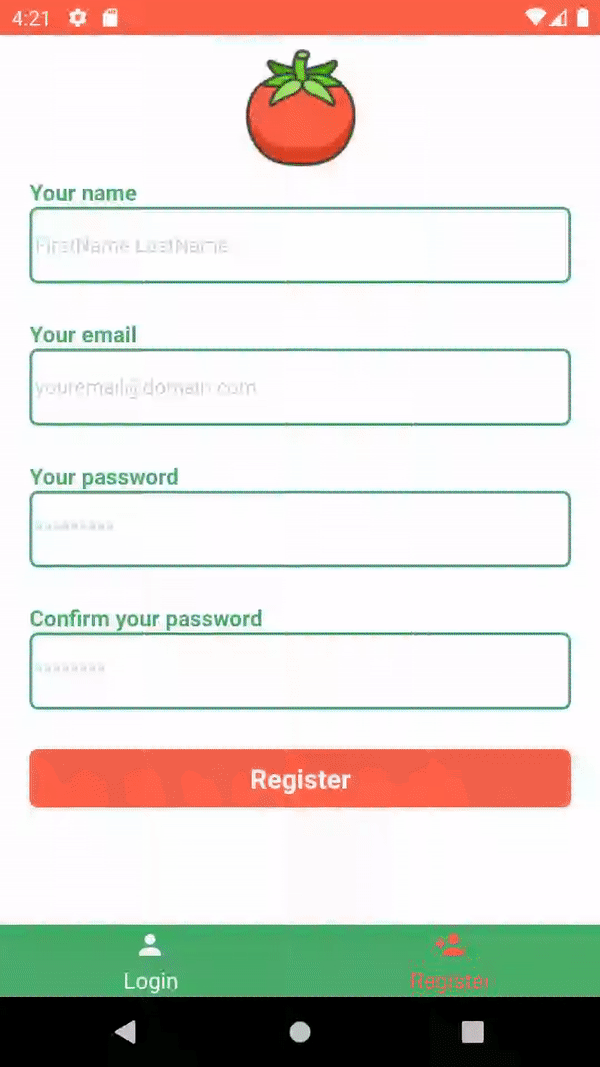 4:21
Your name
FirstName LastName
Your email
youremail@domain.com
Your password
*********
Confirm your password
********
Register
Login
Register